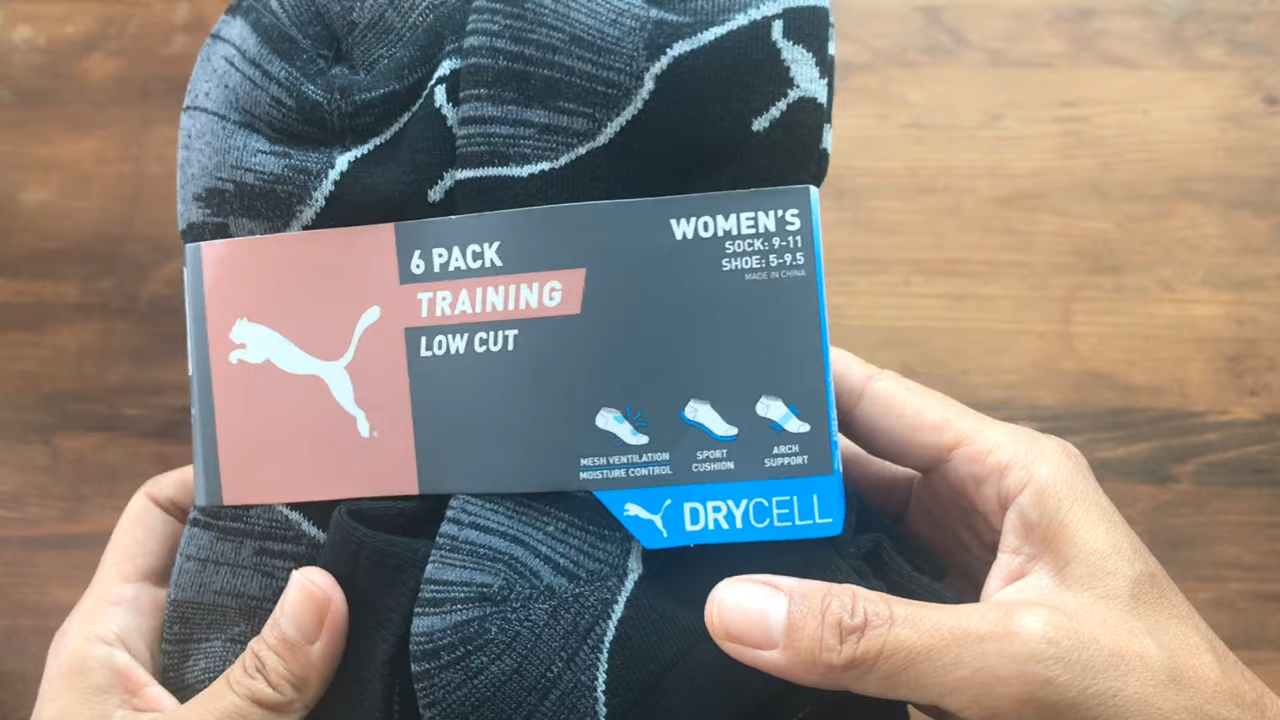 6 PACK
TRAINING
LOW CUT
WOMEN'S
SOCK: 9-11
SHOE: 5-9.5
MADE IN CHINA
MESH VENTILATION
MOISTURE CONTROL
SPORT
CUSHION
ARCH
SUPPORT
DRYCELL